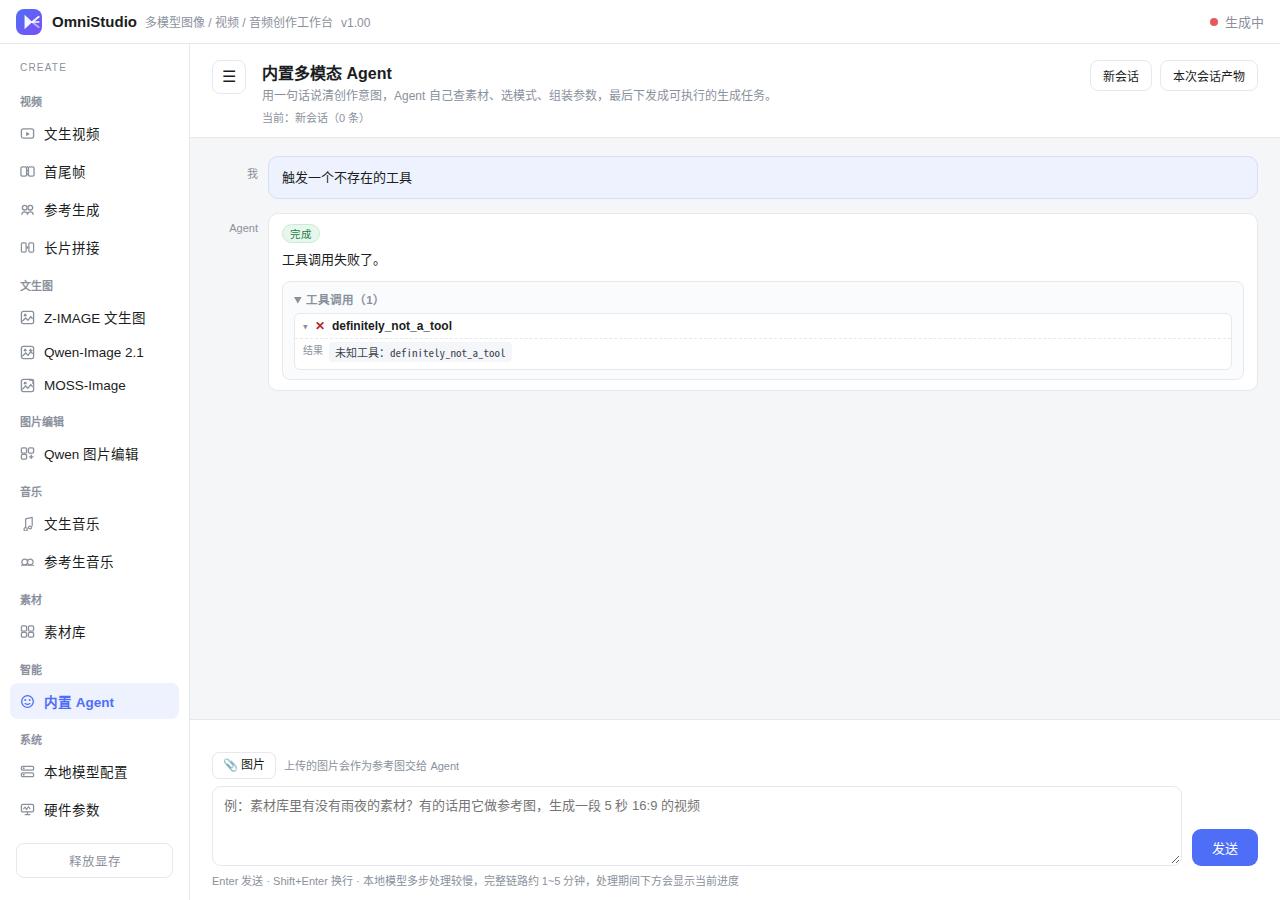 OmniStudio 多模型图像 / 视频 / 音频创作工作台 v1.00
生成中
CREATE
视频
文生视频
首尾帧
参考生成
长片拼接
文生图
Z-IMAGE 文生图
Qwen-Image 2.1
MOSS-Image
图片编辑
Qwen 图片编辑
音乐
文生音乐
参考生音乐
素材
素材库
智能
内置 Agent
系统
本地模型配置
硬件参数
释放显存
☰
内置多模态 Agent
用一句话说清创作意图，Agent 自己查素材、选模式、组装参数，最后下发成可执行的生成任务。
当前：新会话（0 条）
新会话
本次会话产物
我
触发一个不存在的工具
Agent
完成
工具调用失败了。
▼ 工具调用（1）
▾ ✕ definitely_not_a_tool
结果 未知工具：definitely_not_a_tool
📎 图片 上传的图片会作为参考图交给 Agent
例：素材库里有没有雨夜的素材？有的话用它做参考图，生成一段 5 秒 16:9 的视频
发送
Enter 发送 · Shift+Enter 换行 · 本地模型多步处理较慢，完整链路约 1~5 分钟，处理期间下方会显示当前进度